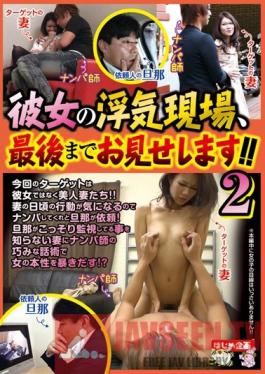 ターゲットの妻
ナンパ師
依頼人の旦那
ターゲットの妻
彼女の浮気現場、
最後までお見せします!!
2
今回のターゲットは
彼女ではなく美人妻たち!!
妻の日頃の行動が気になるので
ナンパしてくれと旦那が依頼!
旦那がこっそり監視してる事を
知らない妻にナンパ師の
巧みな話術で
女の本性を暴きだす!?
ナンパ師
依頼人の旦那
ターゲットの妻
はじめ企画